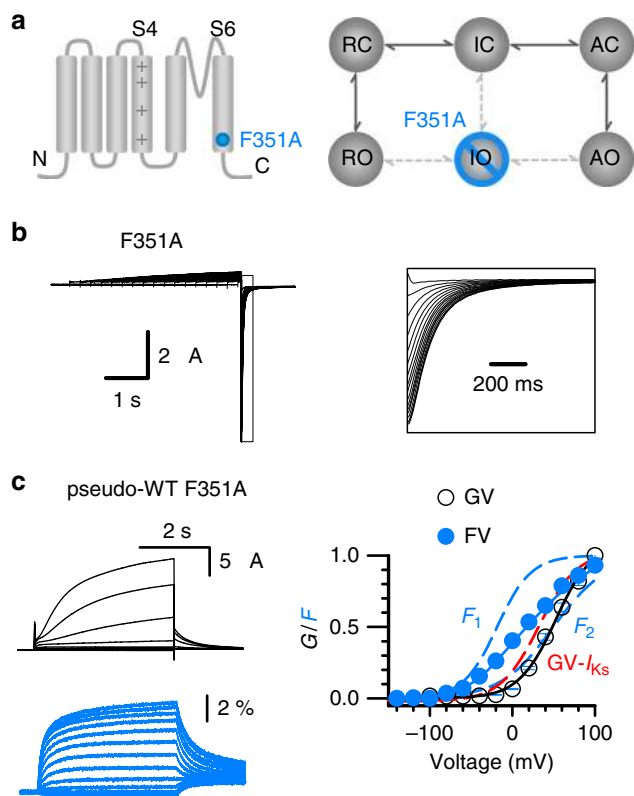 a
S4 S6
+
+
+
+
F351A
N C
RC IC AC
F351A
RO IO AO
b
F351A
2 A
1 s
200 ms
c
pseudo-WT F351A
2 s
5 A
2 %
GV
FV
G/F
1.0
0.5
0.0
F1
F2
GV-IKs
−100 0 100
Voltage (mV)